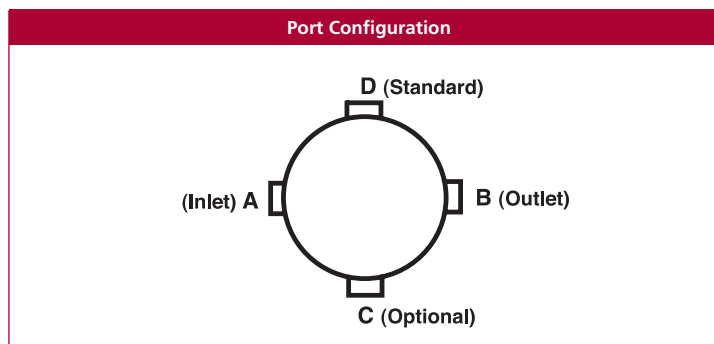 Port Configuration
D (Standard)
(Inlet) A
B (Outlet)
C (Optional)